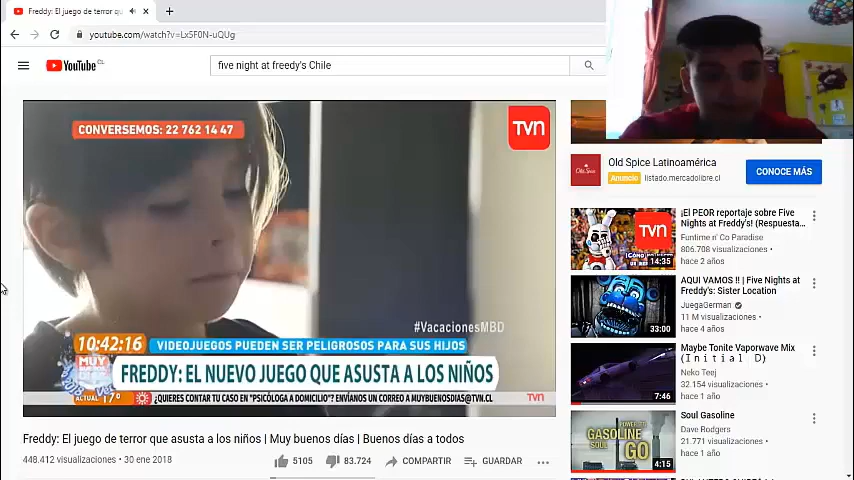 Freddy: El juego de terror qu
youtube.com/watch?v=Lx5F0N-uQUg
YouTube CL
five night at freedy's Chile
CONVERSEMOS: 22 762 14 47
TVN
#VacacionesMBD
10:42:16
VIDEOJUEGOS PUEDEN SER PELIGROSOS PARA SUS HIJOS
MUY
BUENOS
DÍAS
FREDDY: EL NUEVO JUEGO QUE ASUSTA A LOS NIÑOS
ACTUAL 17°
¿QUIERES CONTAR TU CASO EN "PSICÓLOGA A DOMICILIO"? ENVÍANOS UN CORREO A MUYBUENOSDIAS@TVN.CL
TVN
Freddy: El juego de terror que asusta a los niños | Muy buenos días | Buenos días a todos
448.412 visualizaciones • 30 ene 2018
5105
83.724
COMPARTIR
GUARDAR
Old Spice
Old Spice Latinoamérica
Anuncio
listado.mercadolibre.cl
CONOCE MÁS
TVN
14:35
¡El PEOR reportaje sobre Five
Nights at Freddy's! (Respuesta...
Funtime n' Co Paradise
806.708 visualizaciones •
hace 2 años
33:00
AQUI VAMOS !! | Five Nights at
Freddy's: Sister Location
JuegaGerman
11 M visualizaciones •
hace 4 años
7:46
Maybe Tonite Vaporwave Mix
(Initial D)
Neko Teej
32.154 visualizaciones •
hace 1 año
GASOLINE
SOUL
GO
4:15
Soul Gasoline
Dave Rodgers
21.771 visualizaciones •
hace 1 año